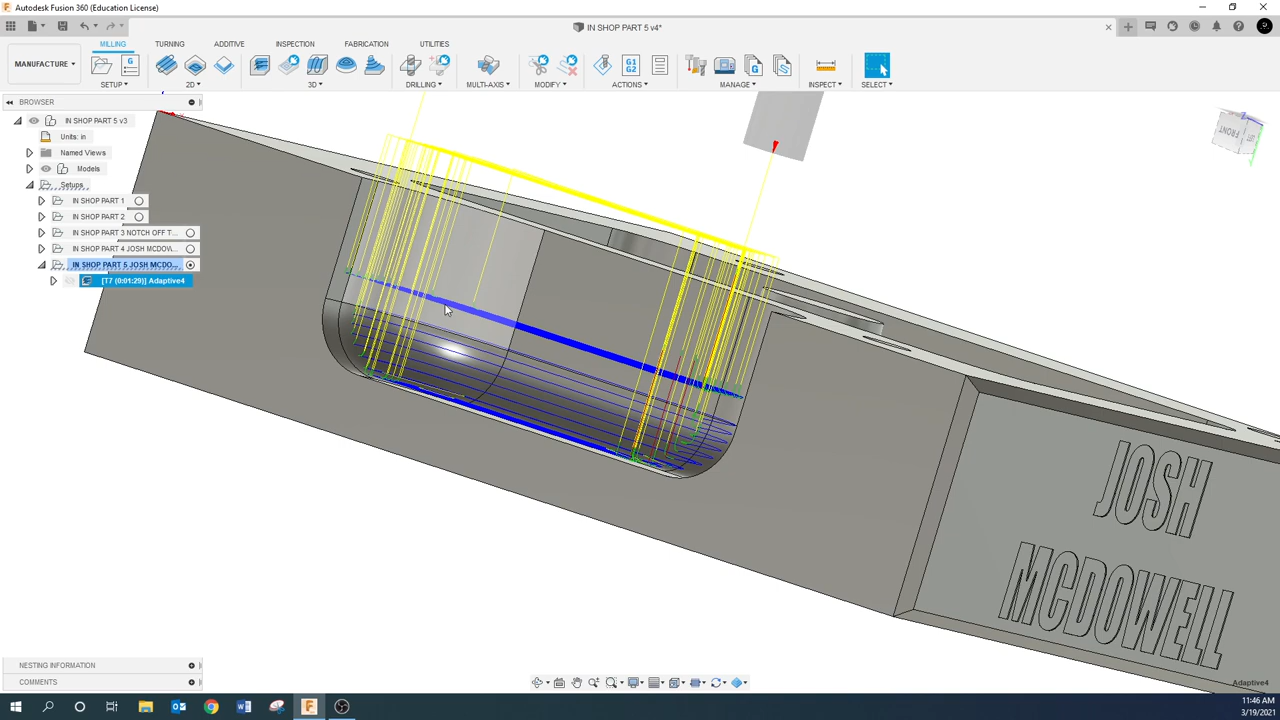 Autodesk Fusion 360 (Education License)
IN SHOP PART 5 v4*
MILLING TURNING ADDITIVE INSPECTION FABRICATION UTILITIES
MANUFACTURE
SETUP 2D 3D DRILLING MULTI-AXIS MODIFY ACTIONS MANAGE INSPECT SELECT
G1
G2
BROWSER
IN SHOP PART 5 v3
Units: in
Named Views
Models
Setups
IN SHOP PART 1
IN SHOP PART 2
IN SHOP PART 3 NOTCH OFF T...
IN SHOP PART 4 JOSH MCDOW...
IN SHOP PART 5 JOSH MCDO...
[T7 (0:01:29)] Adaptive4
FRONT
JOSH
MCDOWELL
NESTING INFORMATION
COMMENTS
Adaptive4
11:46 AM
3/19/2021